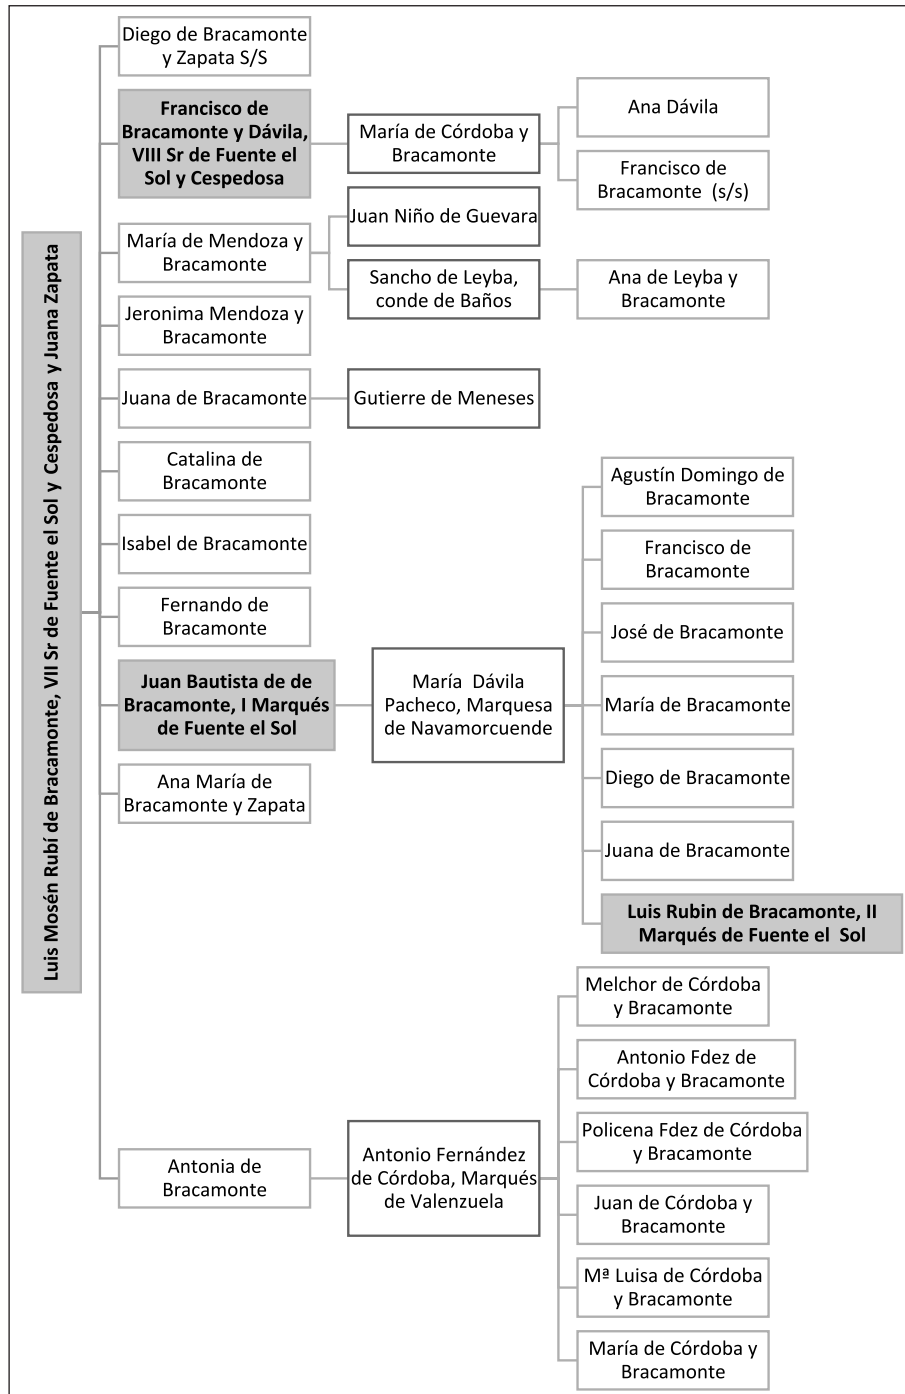 Luis Mosén Rubí de Bracamonte, VII Sr de Fuente el Sol y Cespedosa y Juana Zapata
Diego de Bracamonte
y Zapata S/S
Francisco de
Bracamonte y Dávila,
VIII Sr de Fuente el
Sol y Cespedosa
María de Córdoba y
Bracamonte
Ana Dávila
Francisco de
Bracamonte (s/s)
María de Mendoza y
Bracamonte
Juan Niño de Guevara
Sancho de Leyba,
conde de Baños
Ana de Leyba y
Bracamonte
Jeronima Mendoza y
Bracamonte
Juana de Bracamonte
Gutierre de Meneses
Catalina de
Bracamonte
Isabel de Bracamonte
Fernando de
Bracamonte
Juan Bautista de de
Bracamonte, I Marqués
de Fuente el Sol
María Dávila
Pacheco, Marquesa
de Navamorcuende
Agustín Domingo de
Bracamonte
Francisco de
Bracamonte
José de Bracamonte
María de Bracamonte
Diego de Bracamonte
Juana de Bracamonte
Luis Rubin de Bracamonte, II
Marqués de Fuente el Sol
Ana María de
Bracamonte y Zapata
Antonia de
Bracamonte
Antonio Fernández
de Córdoba, Marqués
de Valenzuela
Melchor de Córdoba
y Bracamonte
Antonio Fdez de
Córdoba y Bracamonte
Policena Fdez de Córdoba
y Bracamonte
Juan de Córdoba y
Bracamonte
Mª Luisa de Córdoba
y Bracamonte
María de Córdoba y
Bracamonte